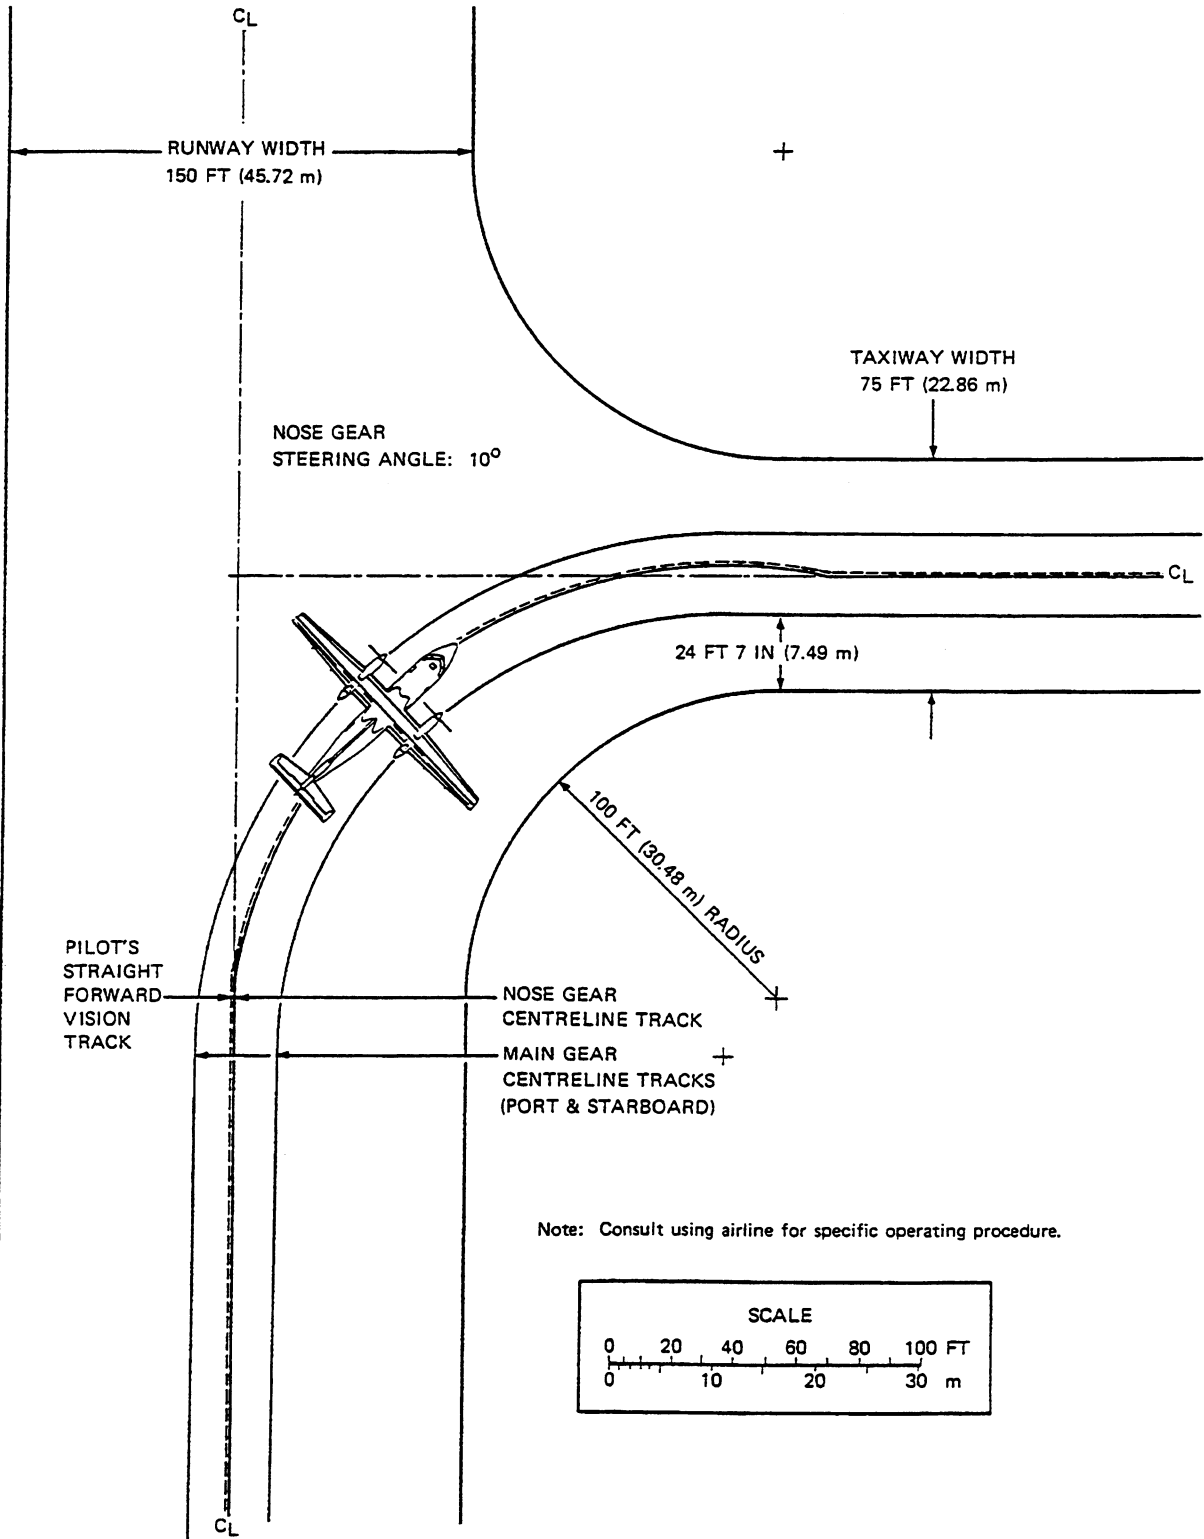 CL
RUNWAY WIDTH
150 FT (45.72 m)
TAXIWAY WIDTH
75 FT (22.86 m)
NOSE GEAR
STEERING ANGLE: 10°
CL
24 FT 7 IN (7.49 m)
100 FT (30.48 m) RADIUS
PILOT'S
STRAIGHT
FORWARD
VISION
TRACK
NOSE GEAR
CENTRELINE TRACK
MAIN GEAR
CENTRELINE TRACKS
(PORT & STARBOARD)
Note: Consult using airline for specific operating procedure.
SCALE
0 20 40 60 80 100 FT
0 10 20 30 m
CL